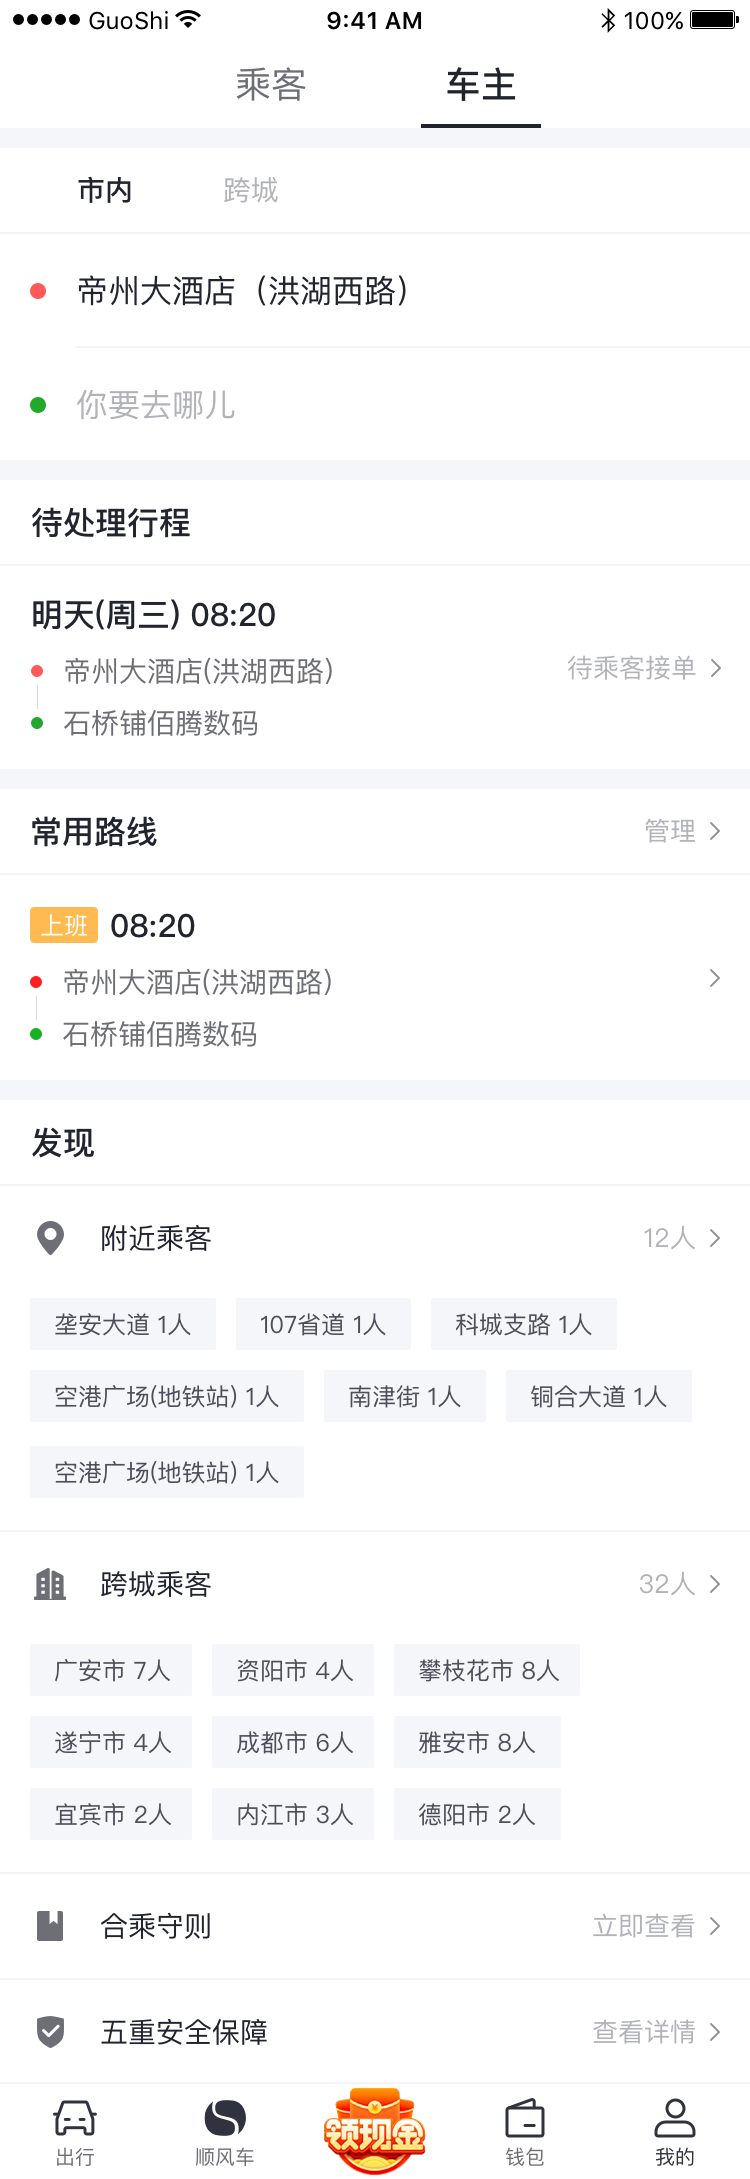 GuoShi 9:41 AM 100%
乘客 车主
市内 跨城
帝州大酒店（洪湖西路）
你要去哪儿
待处理行程
明天(周三) 08:20
帝州大酒店(洪湖西路)
待乘客接单
石桥铺佰腾数码
常用路线 管理
上班 08:20
帝州大酒店(洪湖西路)
石桥铺佰腾数码
发现
附近乘客 12人
垄安大道 1人 107省道 1人 科城支路 1人
空港广场(地铁站) 1人 南津街 1人 铜合大道 1人
空港广场(地铁站) 1人
跨城乘客 32人
广安市 7人 资阳市 4人 攀枝花市 8人
遂宁市 4人 成都市 6人 雅安市 8人
宜宾市 2人 内江市 3人 德阳市 2人
合乘守则 立即查看
五重安全保障 查看详情
领现金
出行 顺风车 钱包 我的